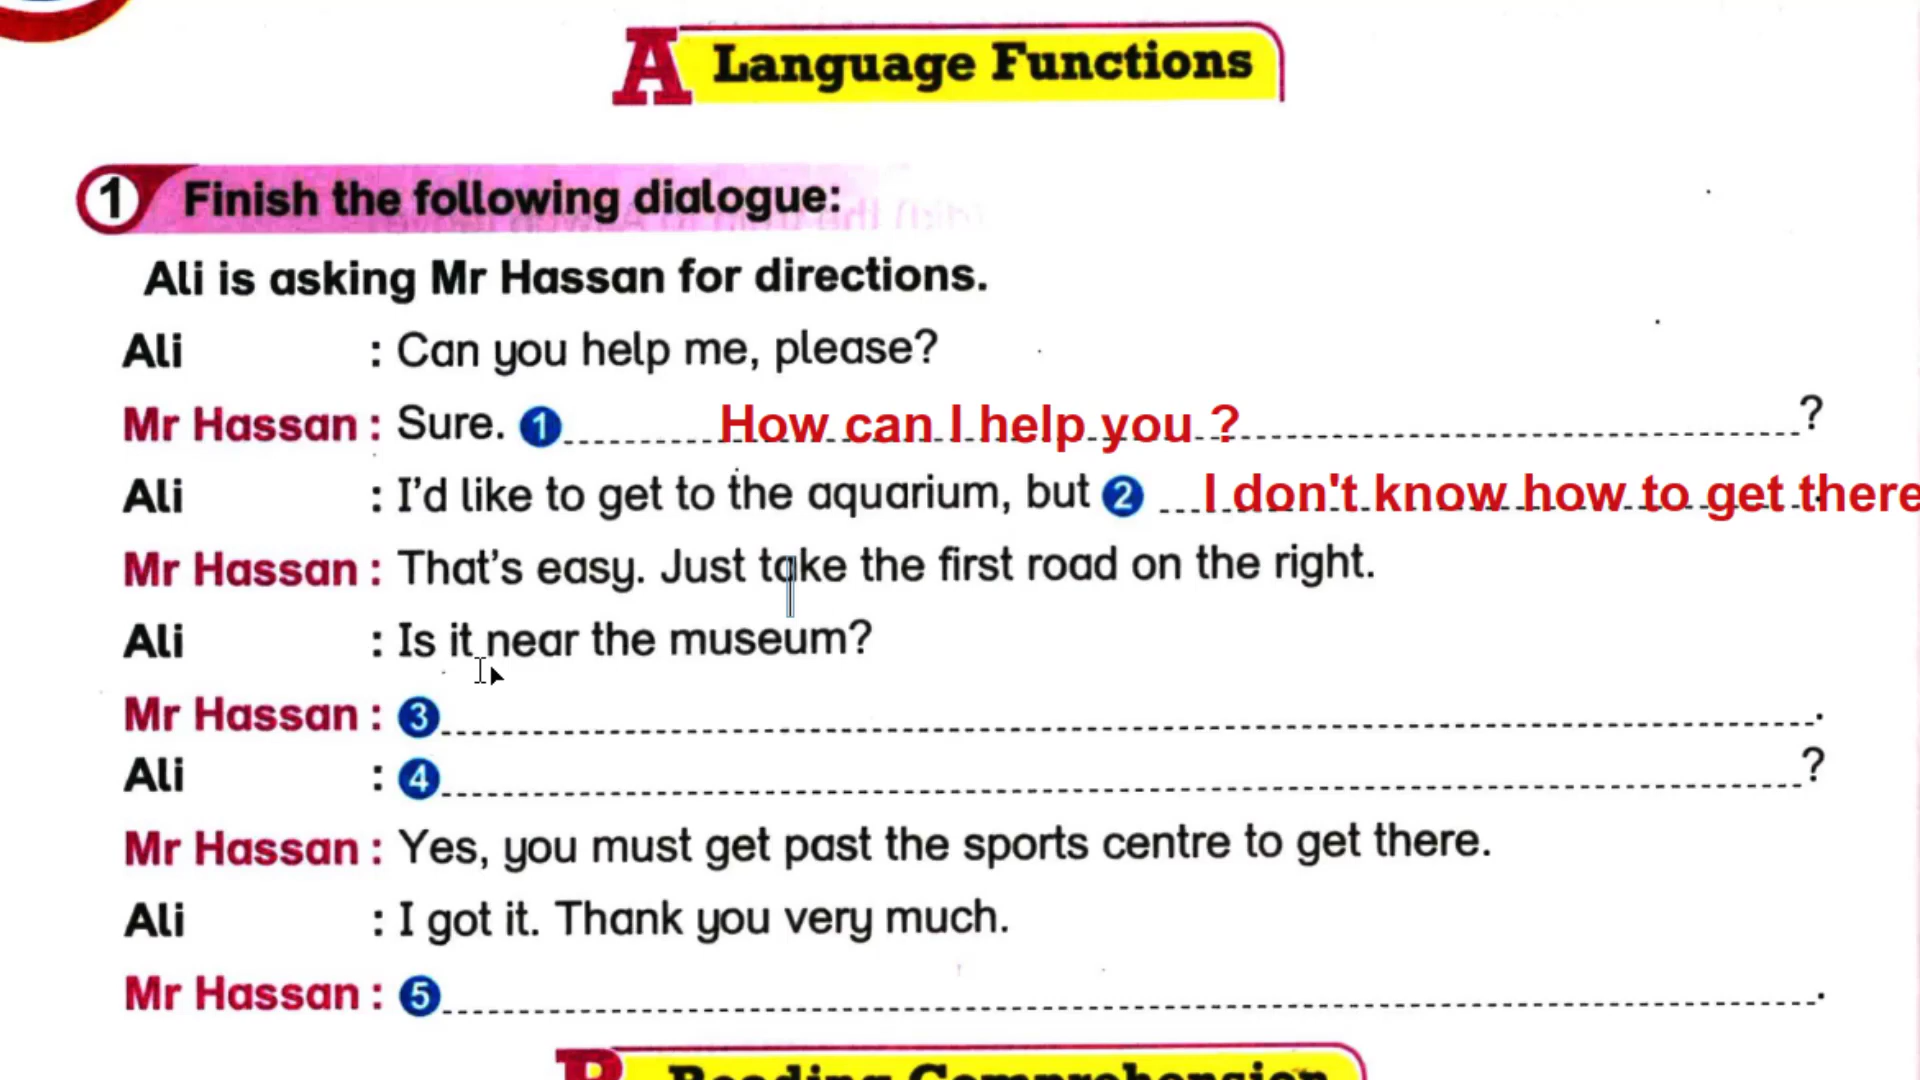 A Language Functions
1 Finish the following dialogue:
Ali is asking Mr Hassan for directions.
Ali : Can you help me, please?
Mr Hassan : Sure. 1 How can I help you ? ?
Ali : I'd like to get to the aquarium, but 2 I don't know how to get there
Mr Hassan : That's easy. Just take the first road on the right.
Ali : Is it near the museum?
Mr Hassan : 3 .
Ali : 4 ?
Mr Hassan : Yes, you must get past the sports centre to get there.
Ali : I got it. Thank you very much.
Mr Hassan : 5 .
B Reading Comprehension